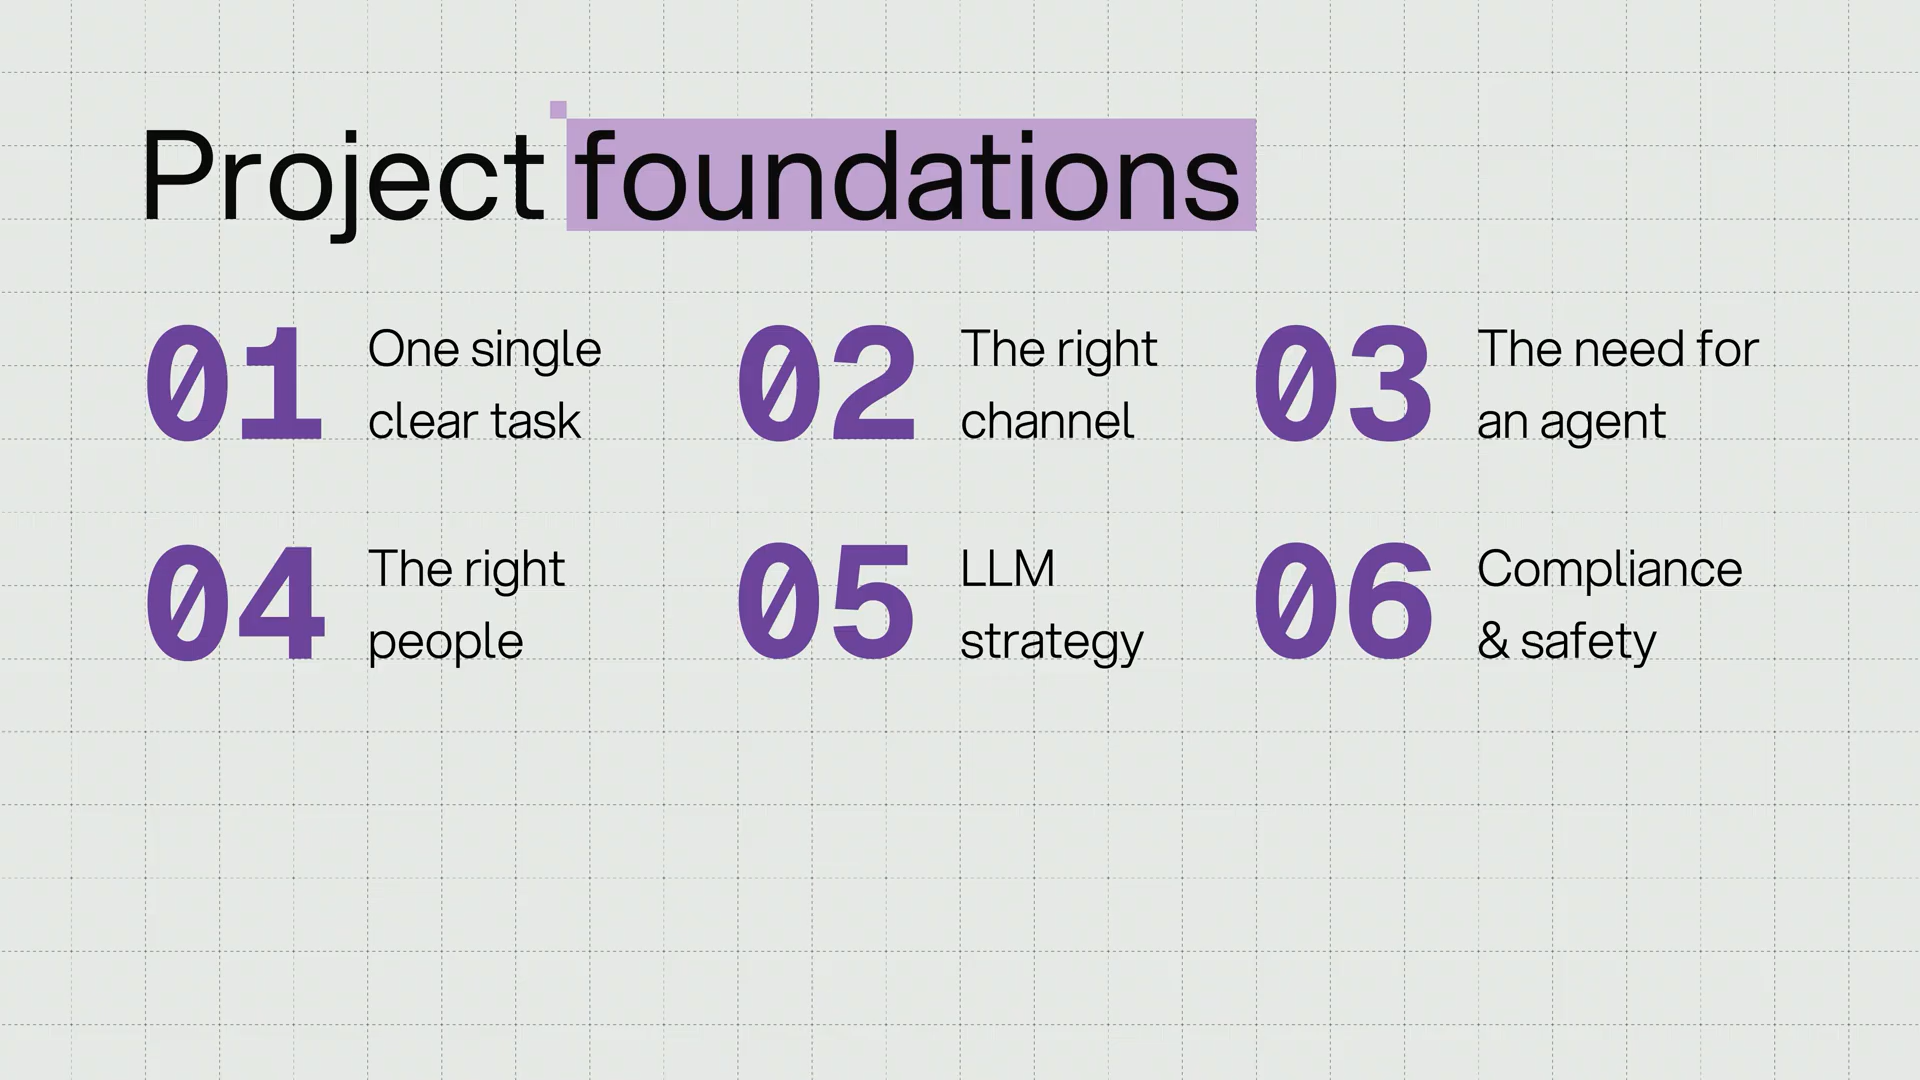 Project foundations
01
One single
clear task
02
The right
channel
03
The need for
an agent
04
The right
people
05
LLM
strategy
06
Compliance
& safety